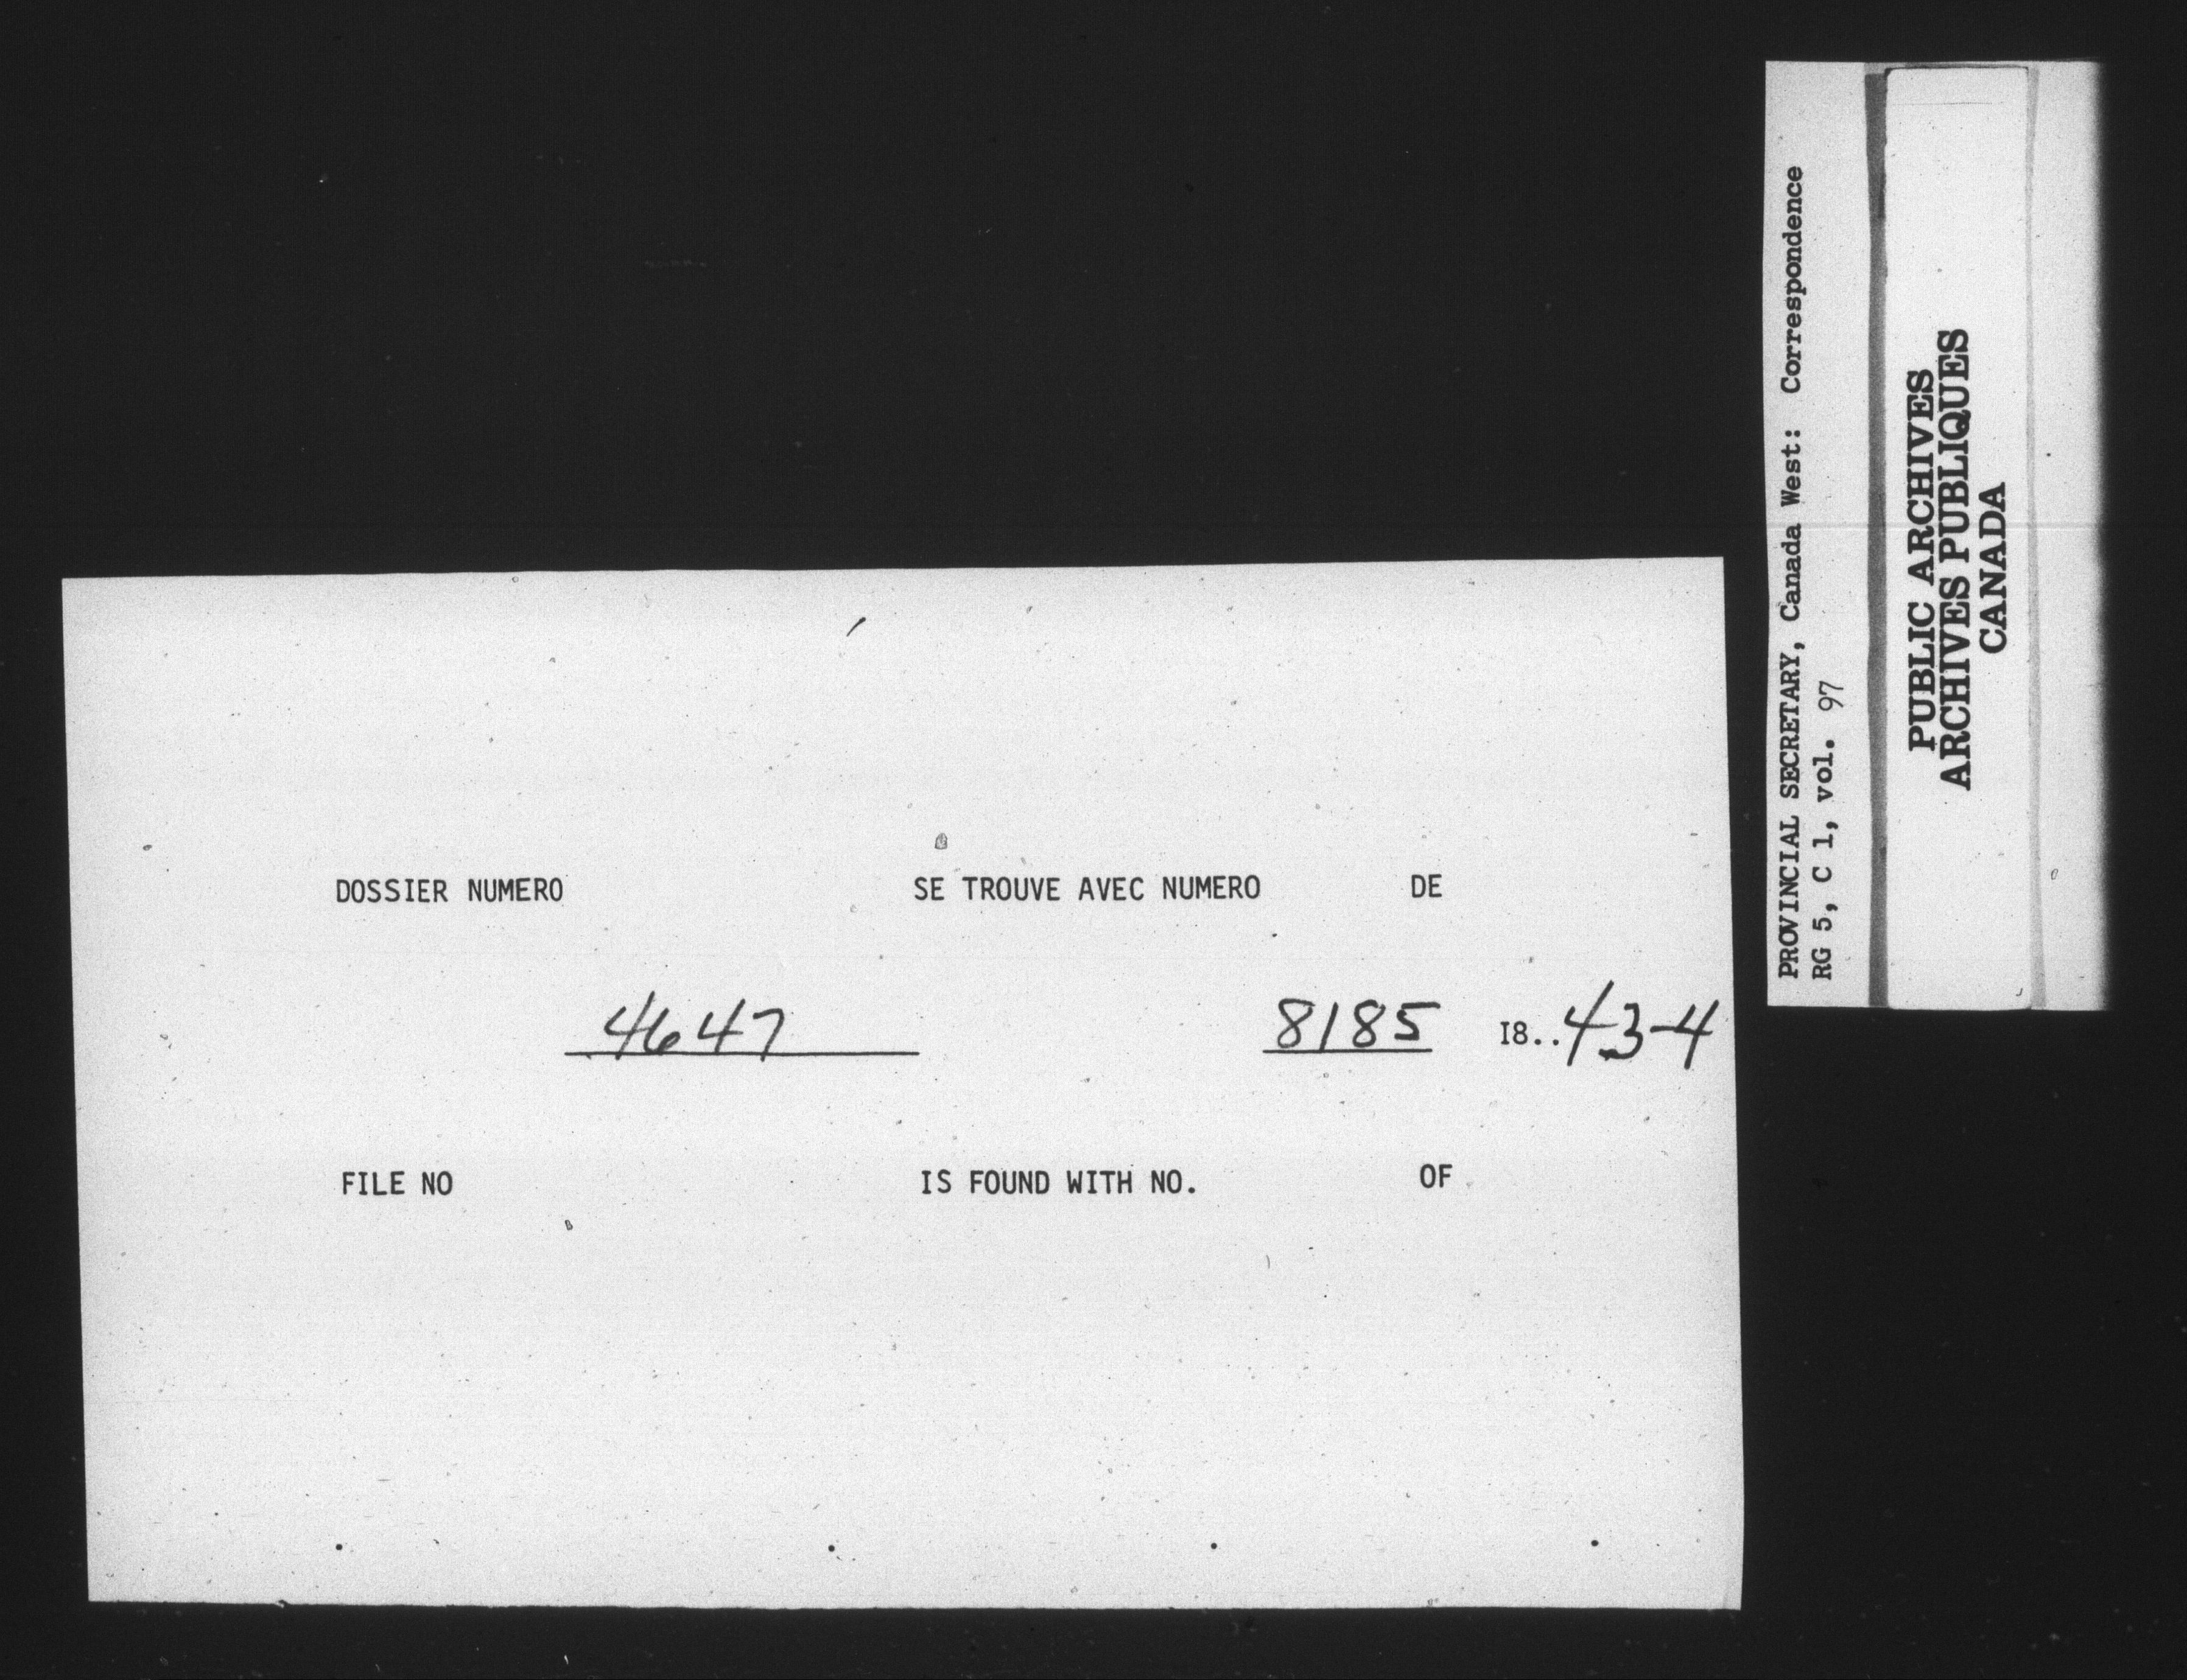 DOSSIER NUMERO SE TROUVE AVEC NUMERO DE
4647 8185 18..43-4
FILE NO IS FOUND WITH NO. OF
PROVINCIAL SECRETARY, Canada West: Correspondence
RG 5, C 1, vol. 97
PUBLIC ARCHIVES
ARCHIVES PUBLIQUES
CANADA